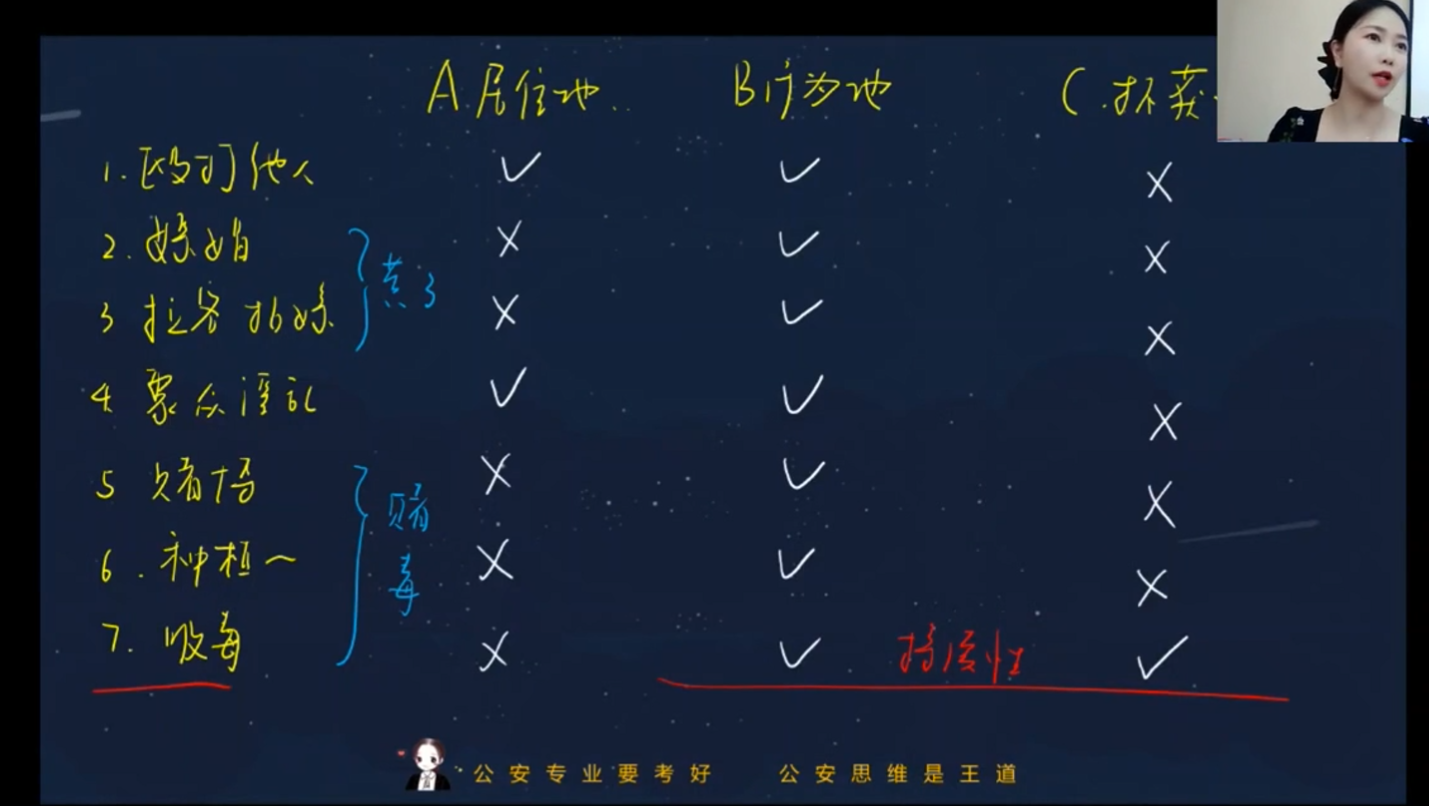 A.居住地 B行为地 C.抓获
1.殴打他人 ✓ ✓ ×
2.嫖娼 × ✓ ×
黄
3 拉客招嫖 × ✓ ×
4 聚众淫乱 ✓ ✓ ×
5 赌博 × ✓ ×
赌
6.种植~ × ✓ ×
毒
7.吸毒 × ✓ 持续性 ✓
公安专业要考好 公安思维是王道